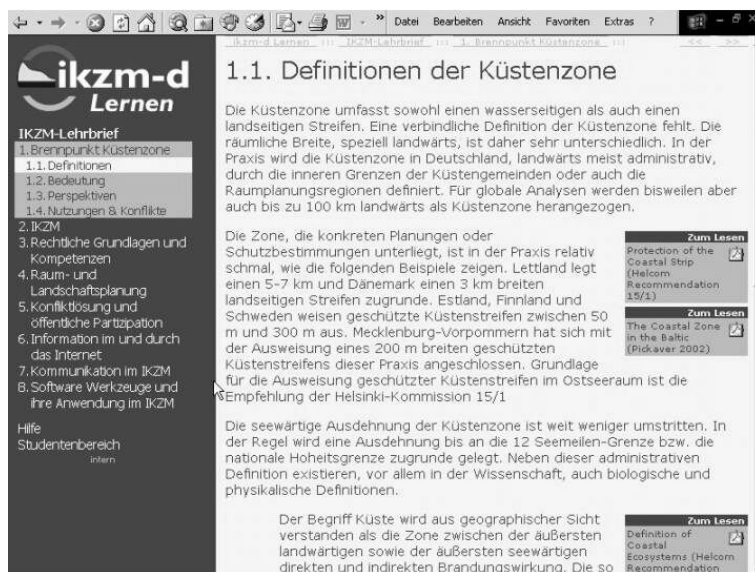 Datei Bearbeiten Ansicht Favoriten Extras ?
ikzm-d Lernen ::: IKZM-Lehrbrief ::: 1. Brennpunkt Küstenzone :::
<< >>
ikzm-d
Lernen
IKZM-Lehrbrief
1. Brennpunkt Küstenzone
1.1. Definitionen
1.2. Bedeutung
1.3. Perspektiven
1.4. Nutzungen & Konflikte
2. IKZM
3. Rechtliche Grundlagen und
Kompetenzen
4. Raum- und
Landschaftsplanung
5. Konfliktlösung und
öffentliche Partizipation
6. Information im und durch
das Internet
7. Kommunikation im IKZM
8. Software Werkzeuge und
ihre Anwendung im IKZM
Hilfe
Studentenbereich
intern
1.1. Definitionen der Küstenzone
Die Küstenzone umfasst sowohl einen wasserseitigen als auch einen
landseitigen Streifen. Eine verbindliche Definition der Küstenzone fehlt. Die
räumliche Breite, speziell landwärts, ist daher sehr unterschiedlich. In der
Praxis wird die Küstenzone in Deutschland, landwärts meist administrativ,
durch die inneren Grenzen der Küstengemeinden oder auch die
Raumplanungsregionen definiert. Für globale Analysen werden bisweilen aber
auch bis zu 100 km landwärts als Küstenzone herangezogen.
Die Zone, die konkreten Planungen oder
Schutzbestimmungen unterliegt, ist in der Praxis relativ
schmal, wie die folgenden Beispiele zeigen. Lettland legt
einen 5-7 km und Dänemark einen 3 km breiten
landseitigen Streifen zugrunde. Estland, Finnland und
Schweden weisen geschützte Küstenstreifen zwischen 50
m und 300 m aus. Mecklenburg-Vorpommern hat sich mit
der Ausweisung eines 200 m breiten geschützten
Küstenstreifens dieser Praxis angeschlossen. Grundlage
für die Ausweisung geschützter Küstenstreifen im Ostseeraum ist die
Empfehlung der Helsinki-Kommission 15/1
Zum Lesen
Protection of the
Coastal Strip
(Helcom
Recommendation
15/1)
Zum Lesen
The Coastal Zone
in the Baltic
(Pickaver 2002)
Die seewärtige Ausdehnung der Küstenzone ist weit weniger umstritten. In
der Regel wird eine Ausdehnung bis an die 12 Seemeilen-Grenze bzw. die
nationale Hoheitsgrenze zugrunde gelegt. Neben dieser administrativen
Definition existieren, vor allem in der Wissenschaft, auch biologische und
physikalische Definitionen.
Der Begriff Küste wird aus geographischer Sicht
verstanden als die Zone zwischen der äußersten
landwärtigen sowie der äußersten seewärtigen
direkten und indirekten Brandungswirkung. Die so
Zum Lesen
Definition of
Coastal
Ecosystems (Helcom
Recommendation